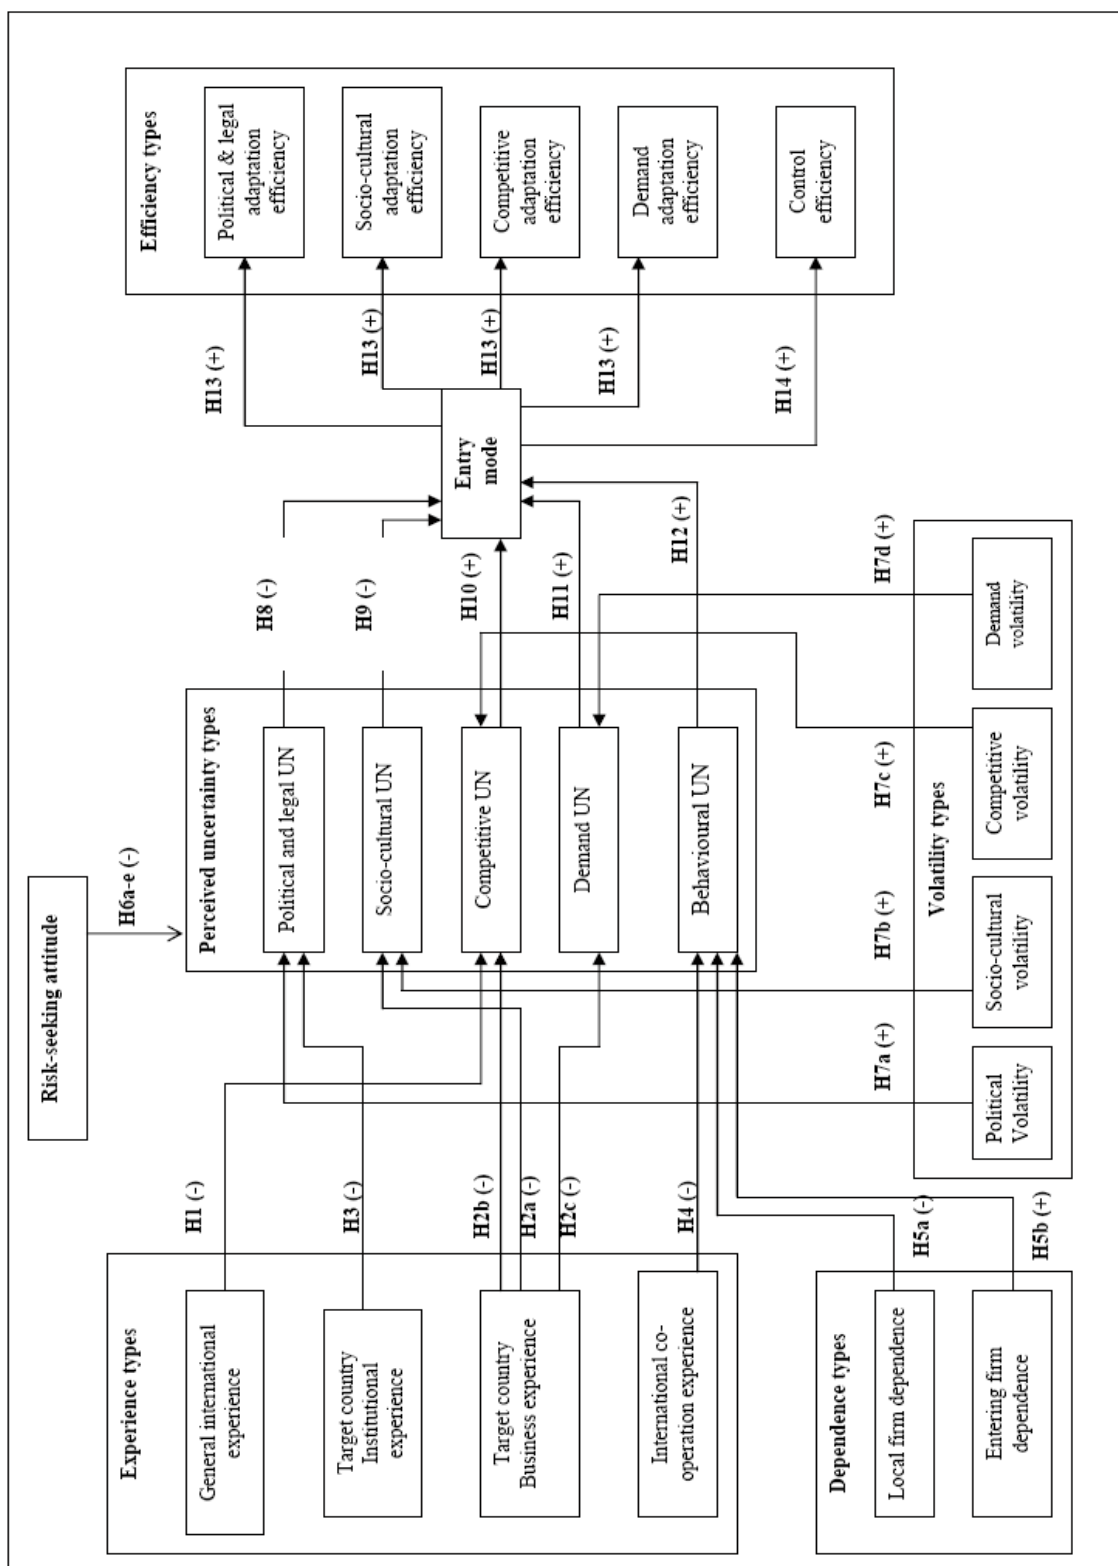 Risk-seeking attitude
H6a-e (-)
Experience types
General international
experience
Target country
Institutional
experience
Target country
Business experience
International co-
operation experience
H1 (-)
H3 (-)
H2b (-)
H2a (-)
H2c (-)
H4 (-)
Dependence types
Local firm dependence
Entering firm
dependence
H5a (-)
H5b (+)
Perceived uncertainty types
Political and legal UN
Socio-cultural UN
Competitive UN
Demand UN
Behavioural UN
H7a (+)
H7b (+)
H7c (+)
H7d (+)
Volatility types
Political
Volatility
Socio-cultural
volatility
Competitive
volatility
Demand
volatility
H8 (-)
H9 (-)
H10 (+)
H11 (+)
H12 (+)
Entry
mode
H13 (+)
H13 (+)
H13 (+)
H13 (+)
H14 (+)
Efficiency types
Political & legal
adaptation
efficiency
Socio-cultural
adaptation
efficiency
Competitive
adaptation
efficiency
Demand
adaptation
efficiency
Control
efficiency